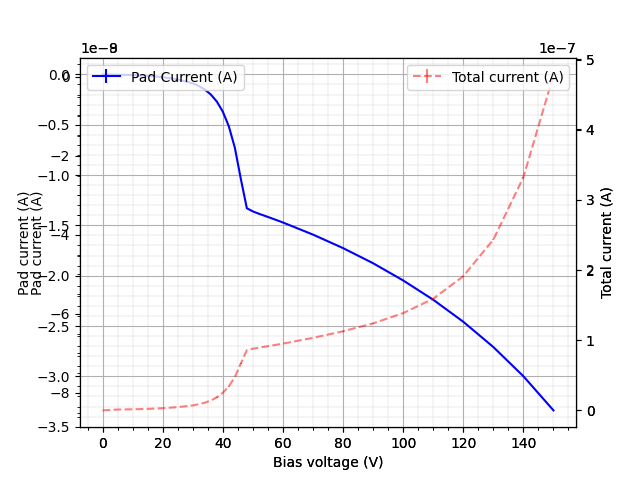 1e−8
1e−7
Pad Current (A)
Total current (A)
0.0
0
−0.5
−2
−1.0
−1.5
−4
−2.0
−6
−2.5
−3.0
−8
−3.5
Pad current (A)
Pad current (A)
5
4
3
2
1
0
Total current (A)
0 20 40 60 80 100 120 140
Bias voltage (V)